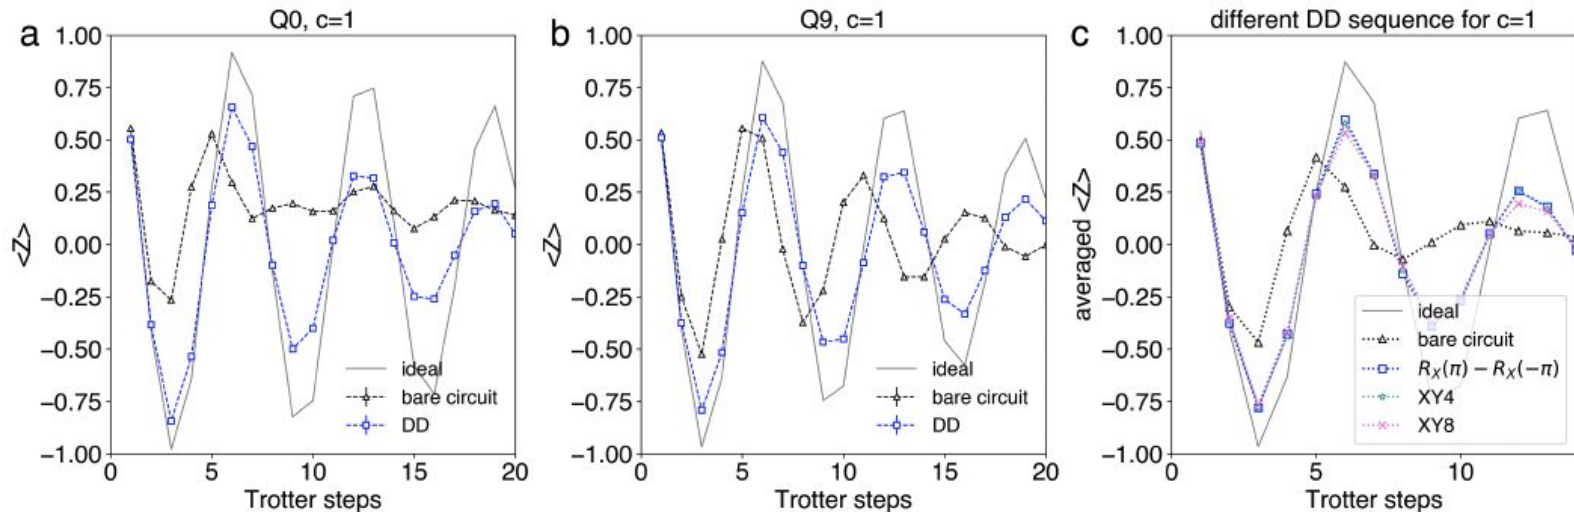 a
Q0, c=1
<Z>
1.00
0.75
0.50
0.25
0.00
−0.25
−0.50
−0.75
−1.00
0 5 10 15 20
Trotter steps
ideal
bare circuit
DD
b
Q9, c=1
<Z>
1.00
0.75
0.50
0.25
0.00
−0.25
−0.50
−0.75
−1.00
0 5 10 15 20
Trotter steps
ideal
bare circuit
DD
c
different DD sequence for c=1
averaged <Z>
1.00
0.75
0.50
0.25
0.00
−0.25
−0.50
−0.75
−1.00
0 5 10
Trotter steps
ideal
bare circuit
R_X(π) − R_X(−π)
XY4
XY8